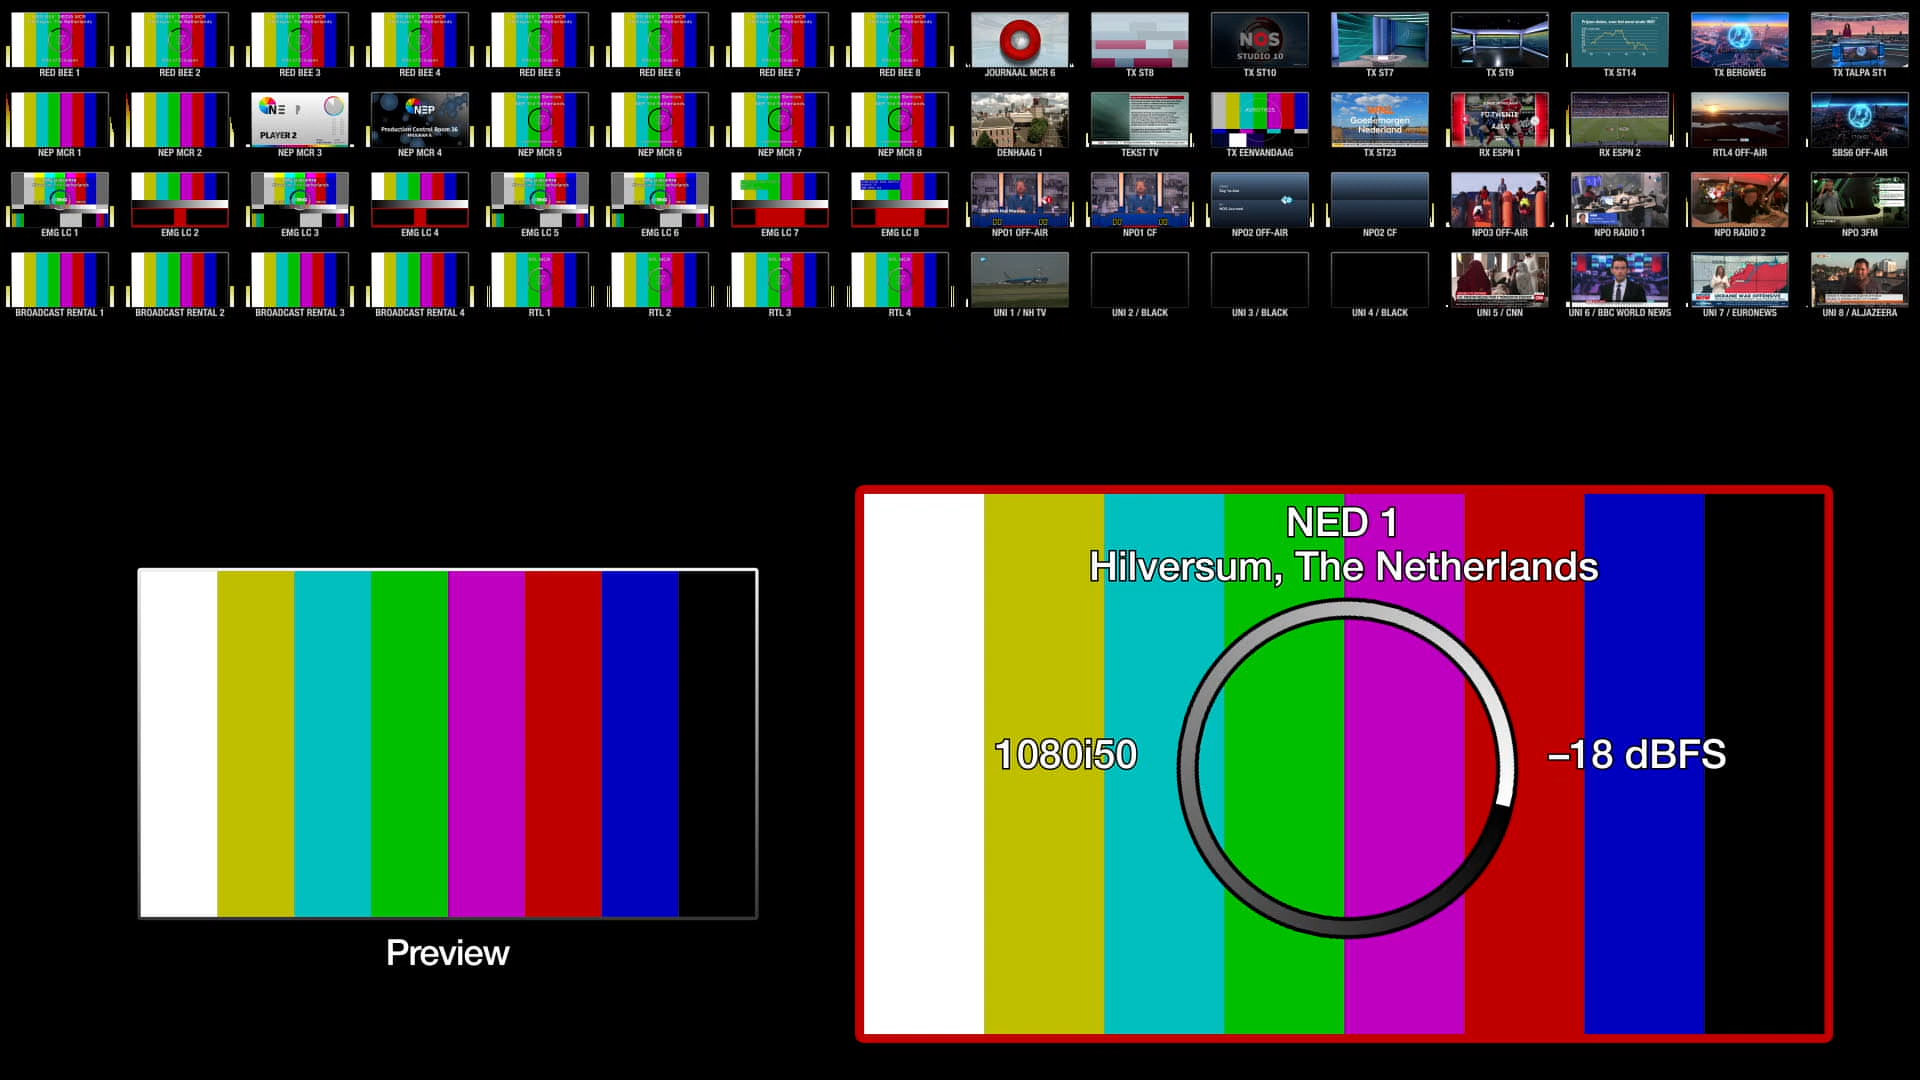 RED BEE 1
RED BEE 2
RED BEE 3
RED BEE 4
RED BEE 5
RED BEE 6
RED BEE 7
RED BEE 8
JOURNAAL MCR 6
TX ST8
NOS
STUDIO 10
TX ST10
TX ST7
TX ST9
TX ST14
TX BERGWEG
TX TALPA ST1
NEP MCR 1
NEP MCR 2
PLAYER 2
NEP MCR 3
NEP
Production Control Room 36
NEP MCR 4
NEP MCR 5
NEP MCR 6
NEP MCR 7
NEP MCR 8
DENHAAG 1
TEKST TV
TX EENVANDAAG
Goedemorgen
Nederland
TX ST23
FC TWENTE
AJAX
RX ESPN 1
RX ESPN 2
RTL4 OFF-AIR
SBS6 OFF-AIR
EMG LC 1
EMG LC 2
EMG LC 3
EMG LC 4
EMG LC 5
EMG LC 6
EMG LC 7
EMG LC 8
NPO1 OFF-AIR
NPO1 CF
NPO2 OFF-AIR
NPO2 CF
NPO3 OFF-AIR
NPO RADIO 1
NPO RADIO 2
NPO 3FM
BROADCAST RENTAL 1
BROADCAST RENTAL 2
BROADCAST RENTAL 3
BROADCAST RENTAL 4
RTL 1
RTL 2
RTL 3
RTL 4
UNI 1 / NH TV
UNI 2 / BLACK
UNI 3 / BLACK
UNI 4 / BLACK
UNI 5 / CNN
UNI 6 / BBC WORLD NEWS
UKRAINE WAR OFFENSIVE
UNI 7 / EURONEWS
UNI 8 / ALJAZEERA
NED 1
Hilversum, The Netherlands
1080i50
–18 dBFS
Preview